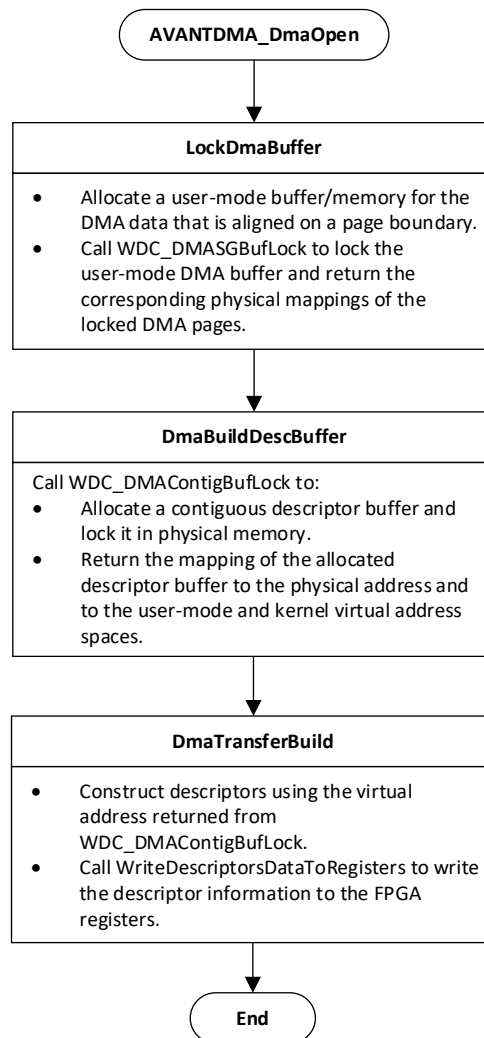 AVANTDMA_DmaOpen
LockDmaBuffer
• Allocate a user-mode buffer/memory for the
DMA data that is aligned on a page boundary.
• Call WDC_DMASGBufLock to lock the
user-mode DMA buffer and return the
corresponding physical mappings of the
locked DMA pages.
DmaBuildDescBuffer
Call WDC_DMAContigBufLock to:
• Allocate a contiguous descriptor buffer and
lock it in physical memory.
• Return the mapping of the allocated
descriptor buffer to the physical address and
to the user-mode and kernel virtual address
spaces.
DmaTransferBuild
• Construct descriptors using the virtual
address returned from
WDC_DMAContigBufLock.
• Call WriteDescriptorsDataToRegisters to write
the descriptor information to the FPGA
registers.
End